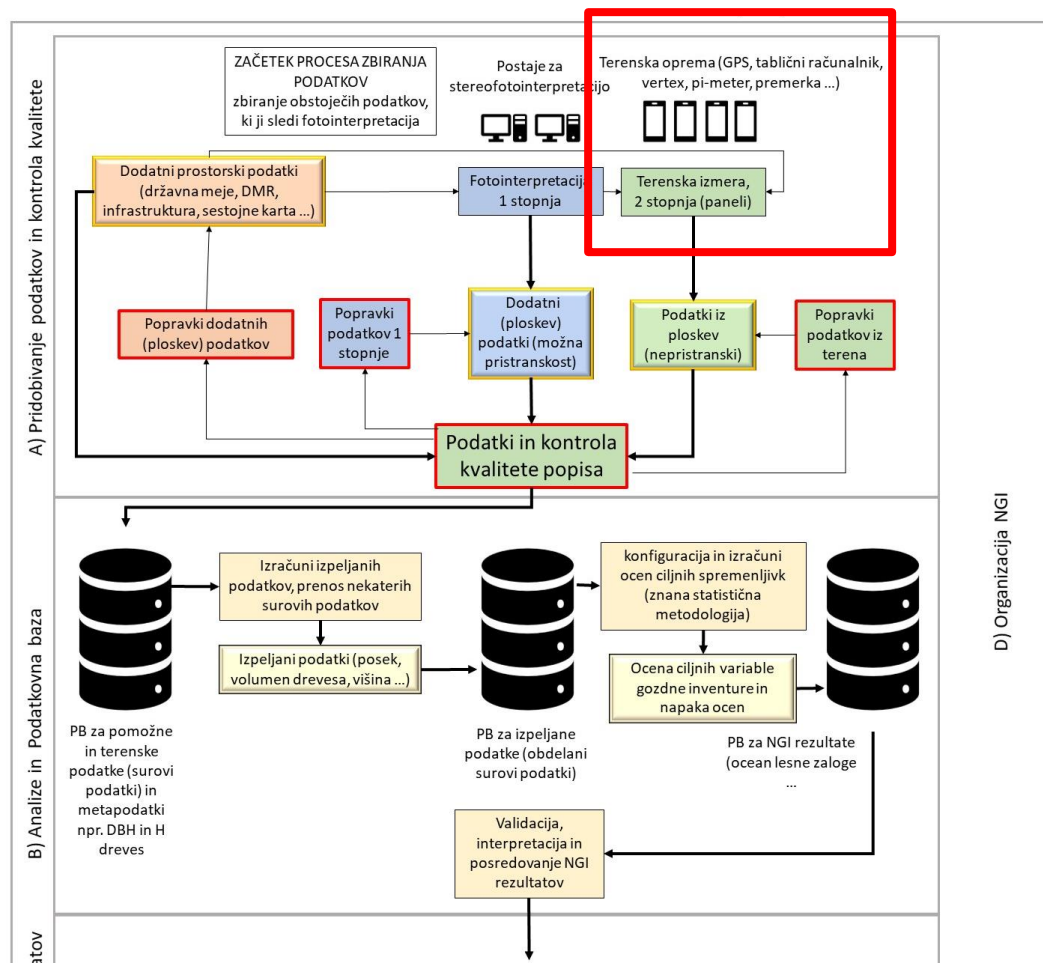 ZAČETEK PROCESA ZBIRANJA
PODATKOV
zbiranje obstoječih podatkov,
ki ji sledi fotointerpretacija
Postaje za
stereofotointerpretacijo
Terenska oprema (GPS, tablični računalnik,
vertex, pi-meter, premerka ...)
Dodatni prostorski podatki
(državna meje, DMR,
infrastruktura, sestojne karta ...)
Fotointerpretacija
1 stopnja
Terenska izmera,
2 stopnja (paneli)
Popravki dodatnih
(ploskev) podatkov
Popravki
podatkov 1
stopnje
Dodatni
(ploskev)
podatki (možna
pristranskost)
Podatki iz
ploskev
(nepristranski)
Popravki
podatkov iz
terena
Podatki in kontrola
kvalitete popisa
A) Pridobivanje podatkov in kontrola kvalitete
Izračuni izpeljanih
podatkov, prenos nekaterih
surovih podatkov
Izpeljani podatki (posek,
volumen drevesa, višina ...)
konfiguracija in izračuni
ocen ciljnih spremenljivk
(znana statistična
metodologija)
Ocena ciljnih variable
gozdne inventure in
napaka ocen
PB za pomožne
in terenske
podatke (surovi
podatki) in
metapodatki
npr. DBH in H
dreves
PB za izpeljane
podatke (obdelani
surovi podatki)
PB za NGI rezultate
(ocean lesne zaloge
...
Validacija,
interpretacija in
posredovanje NGI
rezultatov
B) Analize in Podatkovna baza
D) Organizacija NGI
atov